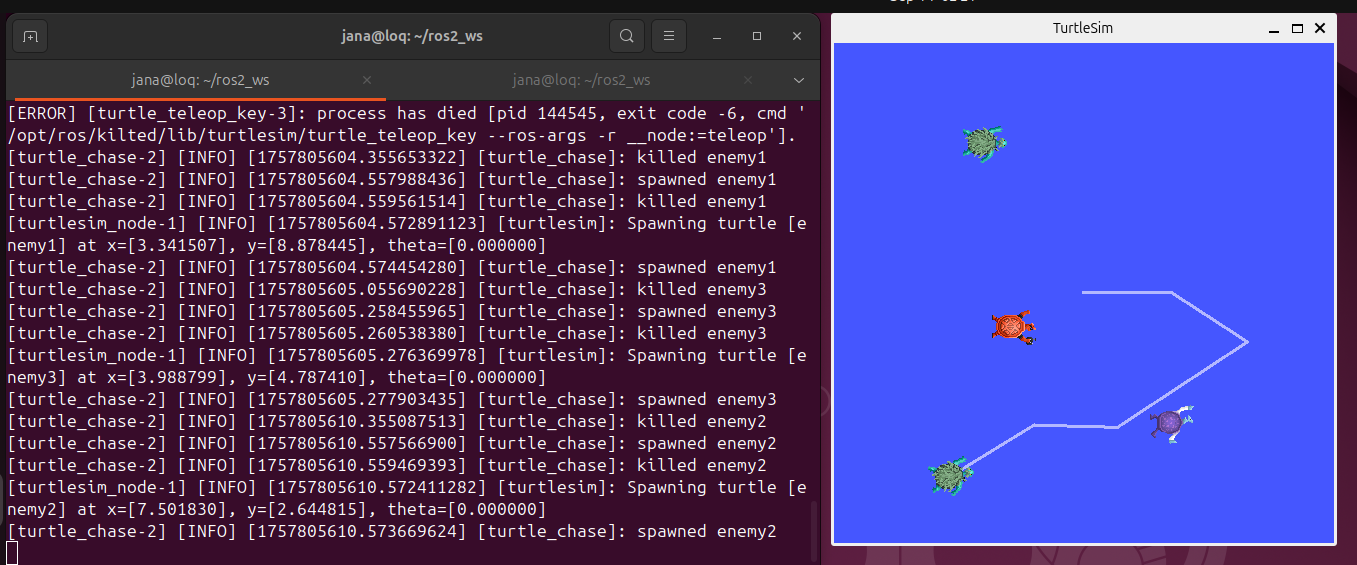 jana@loq: ~/ros2_ws
jana@loq: ~/ros2_ws
jana@loq: ~/ros2_ws
[ERROR] [turtle_teleop_key-3]: process has died [pid 144545, exit code -6, cmd '
/opt/ros/kilted/lib/turtlesim/turtle_teleop_key --ros-args -r __node:=teleop'].
[turtle_chase-2] [INFO] [1757805604.355653322] [turtle_chase]: killed enemy1
[turtle_chase-2] [INFO] [1757805604.557988436] [turtle_chase]: spawned enemy1
[turtle_chase-2] [INFO] [1757805604.559561514] [turtle_chase]: killed enemy1
[turtlesim_node-1] [INFO] [1757805604.572891123] [turtlesim]: Spawning turtle [e
nemy1] at x=[3.341507], y=[8.878445], theta=[0.000000]
[turtle_chase-2] [INFO] [1757805604.574454280] [turtle_chase]: spawned enemy1
[turtle_chase-2] [INFO] [1757805605.055690228] [turtle_chase]: killed enemy3
[turtle_chase-2] [INFO] [1757805605.258455965] [turtle_chase]: spawned enemy3
[turtle_chase-2] [INFO] [1757805605.260538380] [turtle_chase]: killed enemy3
[turtlesim_node-1] [INFO] [1757805605.276369978] [turtlesim]: Spawning turtle [e
nemy3] at x=[3.988799], y=[4.787410], theta=[0.000000]
[turtle_chase-2] [INFO] [1757805605.277903435] [turtle_chase]: spawned enemy3
[turtle_chase-2] [INFO] [1757805610.355087513] [turtle_chase]: killed enemy2
[turtle_chase-2] [INFO] [1757805610.557566900] [turtle_chase]: spawned enemy2
[turtle_chase-2] [INFO] [1757805610.559469393] [turtle_chase]: killed enemy2
[turtlesim_node-1] [INFO] [1757805610.572411282] [turtlesim]: Spawning turtle [e
nemy2] at x=[7.501830], y=[2.644815], theta=[0.000000]
[turtle_chase-2] [INFO] [1757805610.573669624] [turtle_chase]: spawned enemy2
TurtleSim